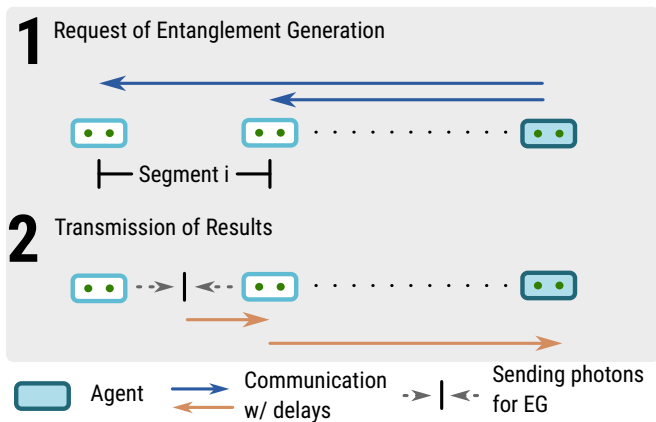 1 Request of Entanglement Generation
Segment i
2 Transmission of Results
Agent
Communication
w/ delays
Sending photons
for EG